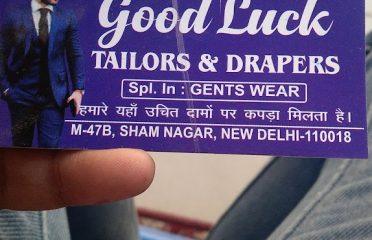 Good Luck
TAILORS & DRAPERS
Spl. In : GENTS WEAR
हमारे यहाँ उचित दामों पर कपड़ा मिलता है।
M-47B, SHAM NAGAR, NEW DELHI-110018